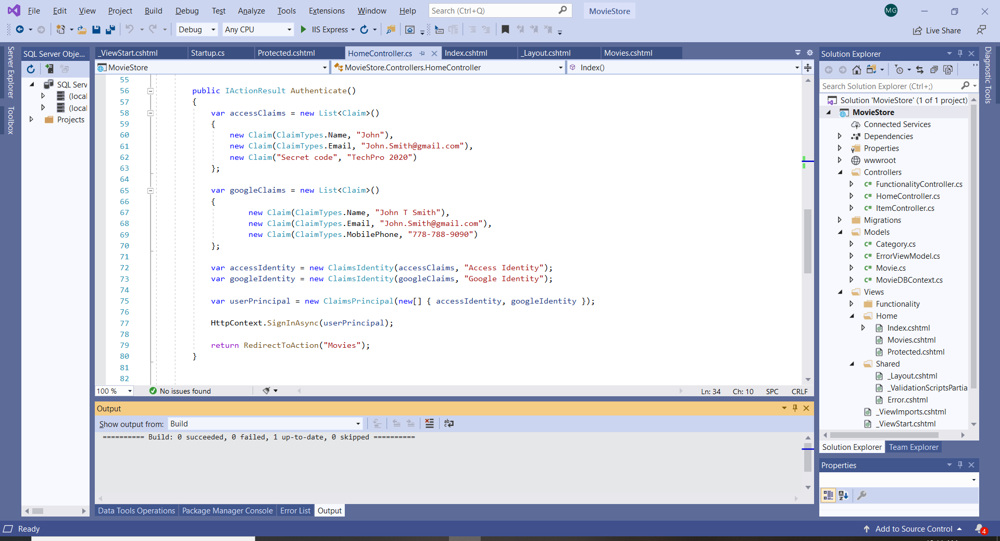 File Edit View Project Build Debug Test Analyze Tools Extensions Window Help Search (Ctrl+Q) MovieStore MG
Debug Any CPU IIS Express Live Share
Server Explorer
Toolbox
SQL Server Obje...
SQL Serv
(local
(local
Projects
_ViewStart.cshtml Startup.cs Protected.cshtml HomeController.cs Index.cshtml _Layout.cshtml Movies.cshtml
MovieStore MovieStore.Controllers.HomeController Index()
55
56 public IActionResult Authenticate()
57 {
58 var accessClaims = new List<Claim>()
59 {
60 new Claim(ClaimTypes.Name, "John"),
61 new Claim(ClaimTypes.Email, "John.Smith@gmail.com"),
62 new Claim("Secret code", "TechPro 2020")
63 };
64
65 var googleClaims = new List<Claim>()
66 {
67 new Claim(ClaimTypes.Name, "John T Smith"),
68 new Claim(ClaimTypes.Email, "John.Smith@gmail.com"),
69 new Claim(ClaimTypes.MobilePhone, "778-788-9090")
70 };
71
72 var accessIdentity = new ClaimsIdentity(accessClaims, "Access Identity");
73 var googleIdentity = new ClaimsIdentity(googleClaims, "Google Identity");
74
75 var userPrincipal = new ClaimsPrincipal(new[] { accessIdentity, googleIdentity });
76
77 HttpContext.SignInAsync(userPrincipal);
78
79 return RedirectToAction("Movies");
80 }
81
82
100 % No issues found Ln: 34 Ch: 10 SPC CRLF
Output
Show output from: Build
========== Build: 0 succeeded, 0 failed, 1 up-to-date, 0 skipped ==========
Data Tools Operations Package Manager Console Error List Output
Solution Explorer
Search Solution Explorer (Ctrl+;)
Solution 'MovieStore' (1 of 1 project)
MovieStore
Connected Services
Dependencies
Properties
wwwroot
Controllers
C# FunctionalityController.cs
C# HomeController.cs
C# ItemController.cs
Migrations
Models
C# Category.cs
C# ErrorViewModel.cs
C# Movie.cs
C# MovieDBContext.cs
Views
Functionality
Home
Index.cshtml
Movies.cshtml
Protected.cshtml
Shared
_Layout.cshtml
_ValidationScriptsPartia
Error.cshtml
_ViewImports.cshtml
_ViewStart.cshtml
Solution Explorer Team Explorer
Properties
Diagnostic Tools
Ready Add to Source Control 4